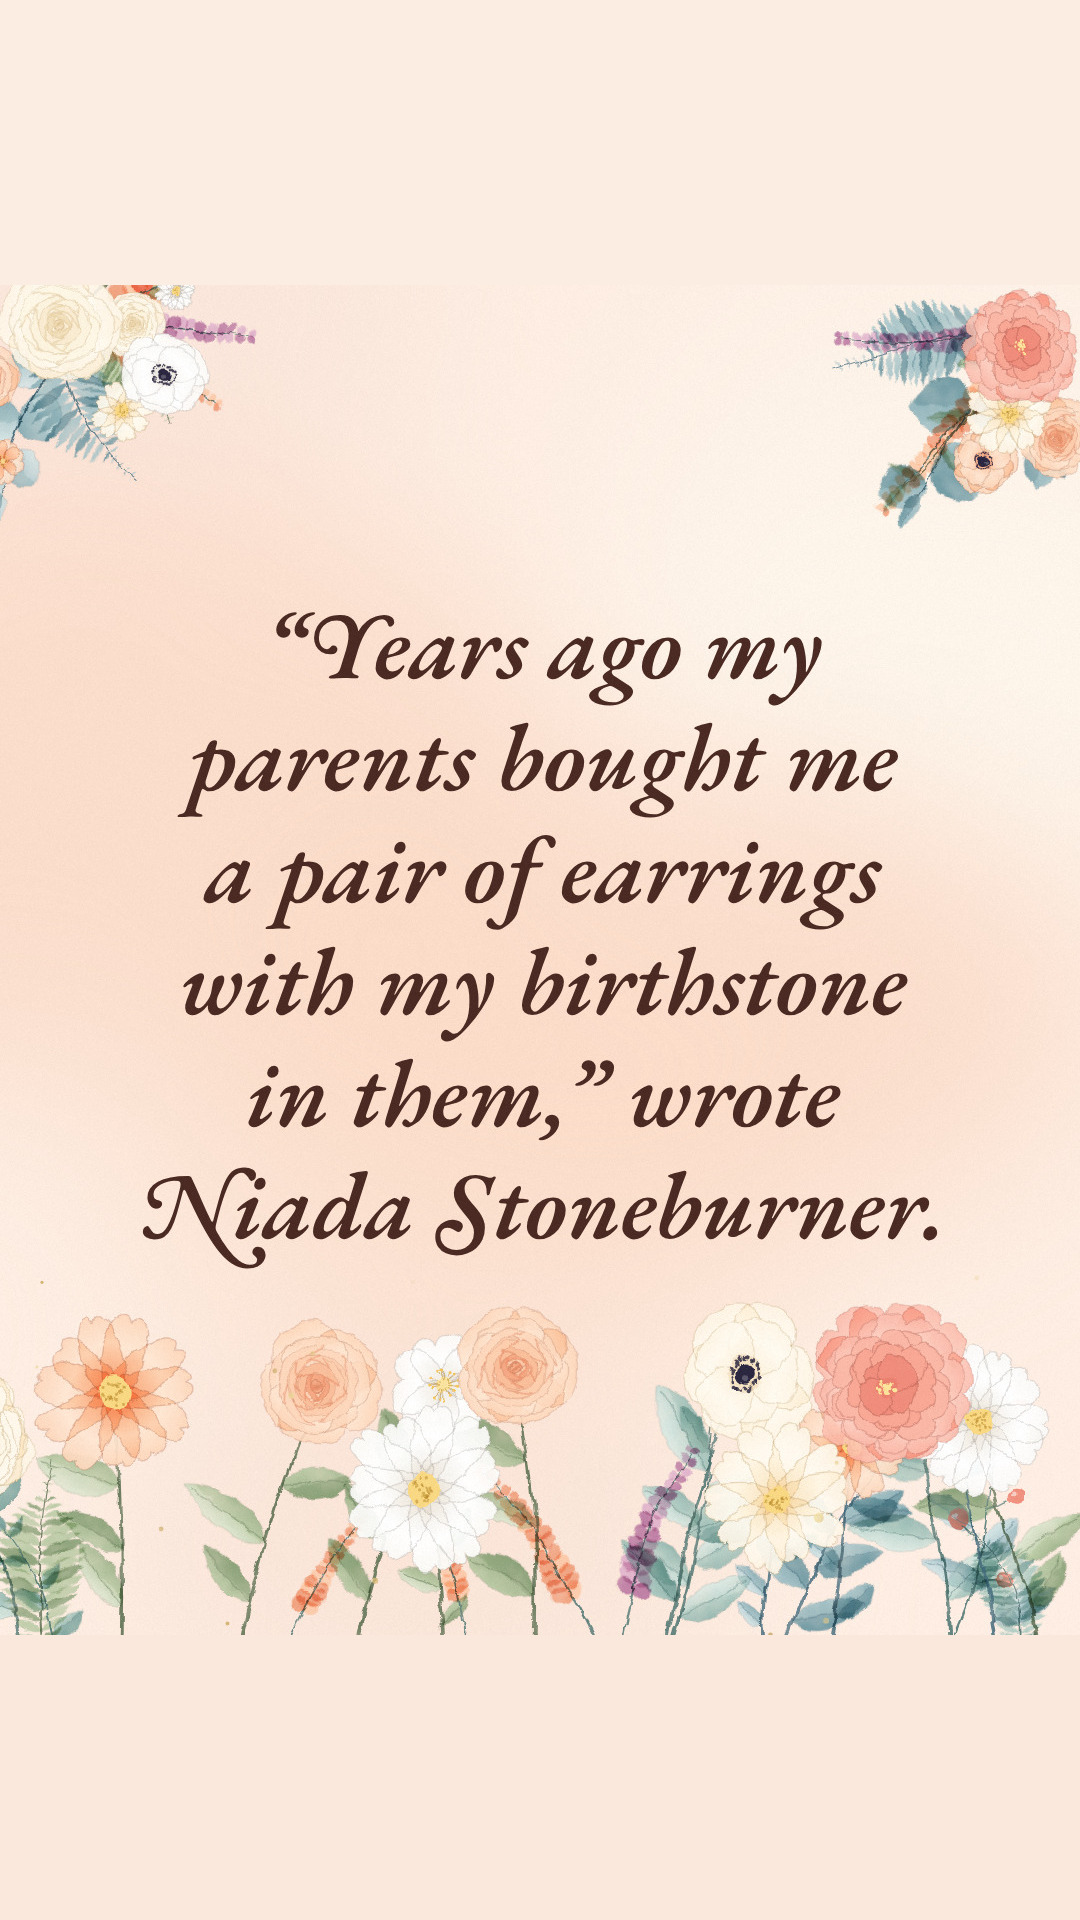 “Years ago my
parents bought me
a pair of earrings
with my birthstone
in them,” wrote
Niada Stoneburner.